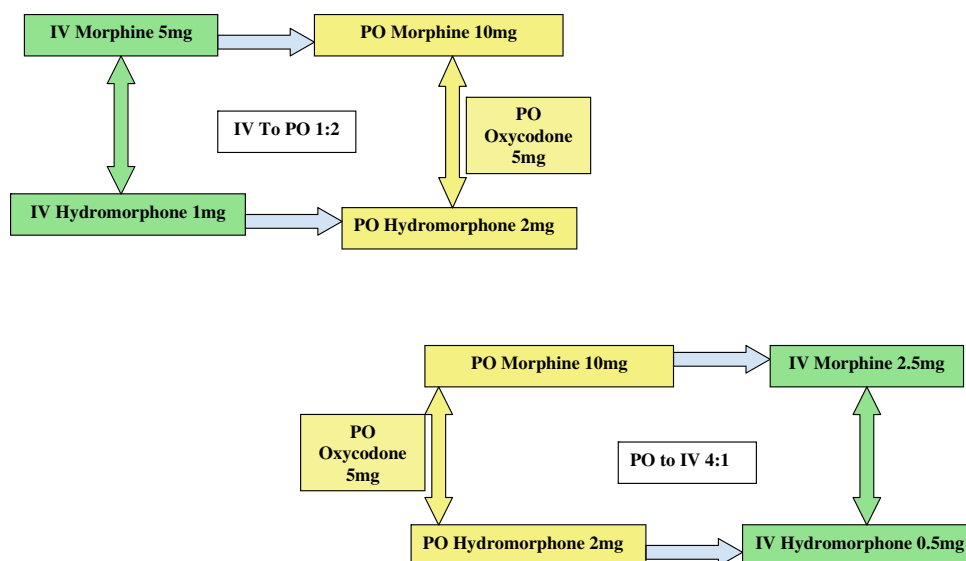 IV Morphine 5mg
PO Morphine 10mg
PO
Oxycodone
5mg
IV To PO 1:2
IV Hydromorphone 1mg
PO Hydromorphone 2mg
PO Morphine 10mg
IV Morphine 2.5mg
PO
Oxycodone
5mg
PO to IV 4:1
PO Hydromorphone 2mg
IV Hydromorphone 0.5mg